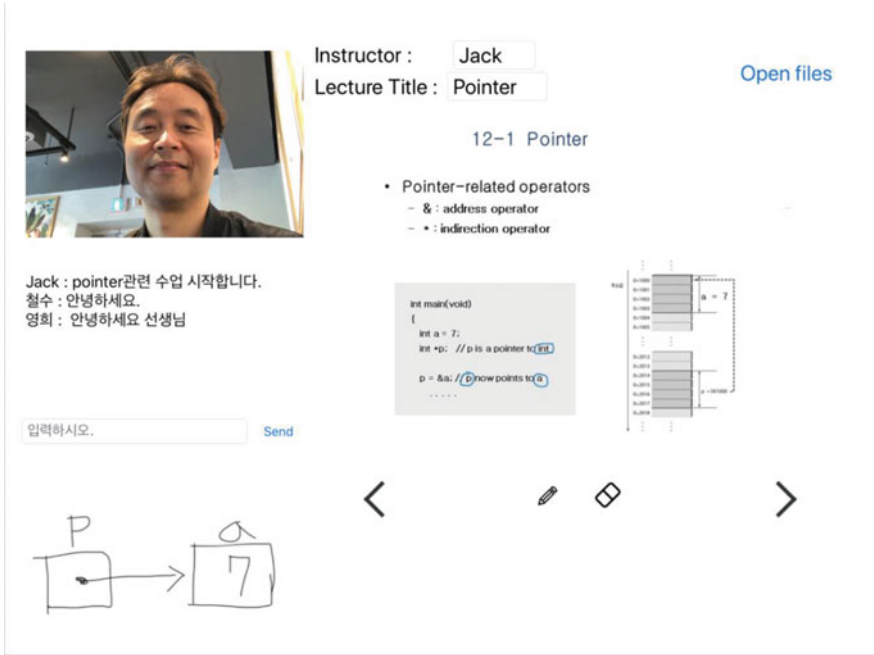 Instructor : Jack
Lecture Title : Pointer
Open files
12-1 Pointer
• Pointer-related operators
- & : address operator
- * : indirection operator
Jack : pointer관련 수업 시작합니다.
철수 : 안녕하세요.
영희 : 안녕하세요 선생님
입력하시오.
Send
int main(void)
{
int a = 7;
int *p; // p is a pointer to int
p = &a; // p now points to a
. . . . .
a = 7
P
a
7